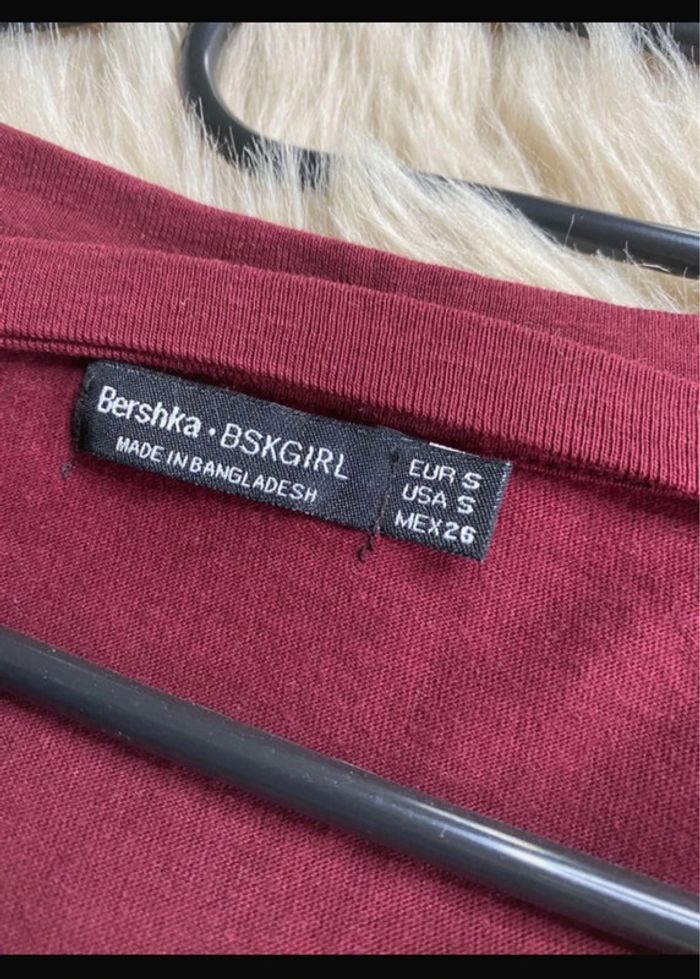 Bershka · BSKGIRL
MADE IN BANGLADESH
EUR S
USA S
MEX 26